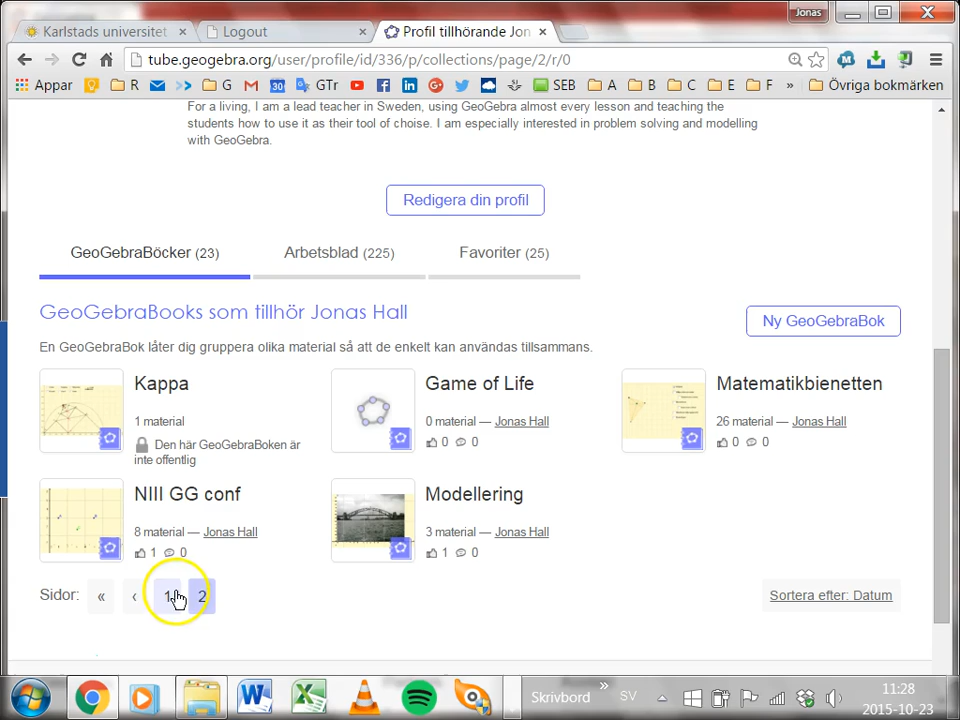 Jonas
Karlstads universitet
Logout
Profil tillhörande Jon
tube.geogebra.org/user/profile/id/336/p/collections/page/2/r/0
Appar
R
G
GTr
SEB
A
B
C
E
F
»
Övriga bokmärken
For a living, I am a lead teacher in Sweden, using GeoGebra almost every lesson and teaching the
students how to use it as their tool of choise. I am especially interested in problem solving and modelling
with GeoGebra.
Redigera din profil
GeoGebraBöcker (23)
Arbetsblad (225)
Favoriter (25)
GeoGebraBooks som tillhör Jonas Hall
Ny GeoGebraBok
En GeoGebraBok låter dig gruppera olika material så att de enkelt kan användas tillsammans.
Kappa
1 material
Den här GeoGebraBoken är
inte offentlig
Game of Life
0 material — Jonas Hall
0 0
Matematikbienetten
26 material — Jonas Hall
0 0
NIII GG conf
8 material — Jonas Hall
1 0
Modellering
3 material — Jonas Hall
1 0
Sidor: « ‹ 1 2
Sortera efter: Datum
Skrivbord » SV
11:28
2015-10-23